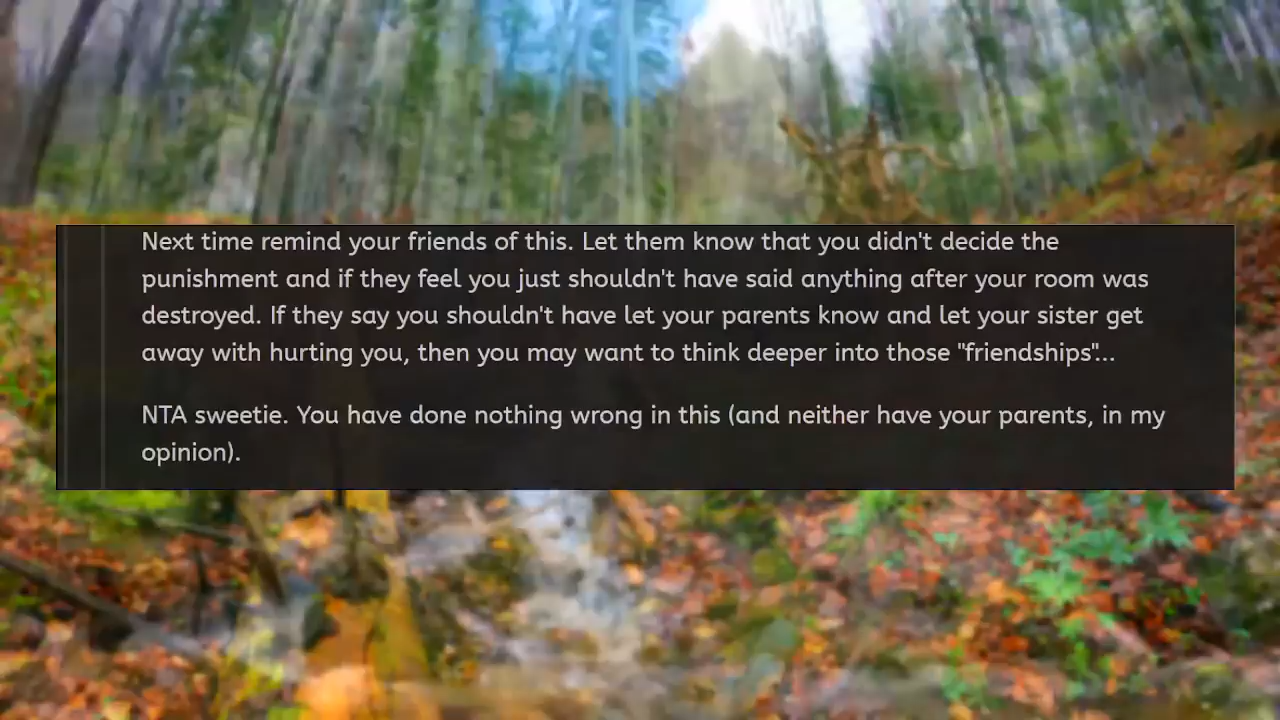 Next time remind your friends of this. Let them know that you didn't decide the
punishment and if they feel you just shouldn't have said anything after your room was
destroyed. If they say you shouldn't have let your parents know and let your sister get
away with hurting you, then you may want to think deeper into those "friendships"...
NTA sweetie. You have done nothing wrong in this (and neither have your parents, in my
opinion).